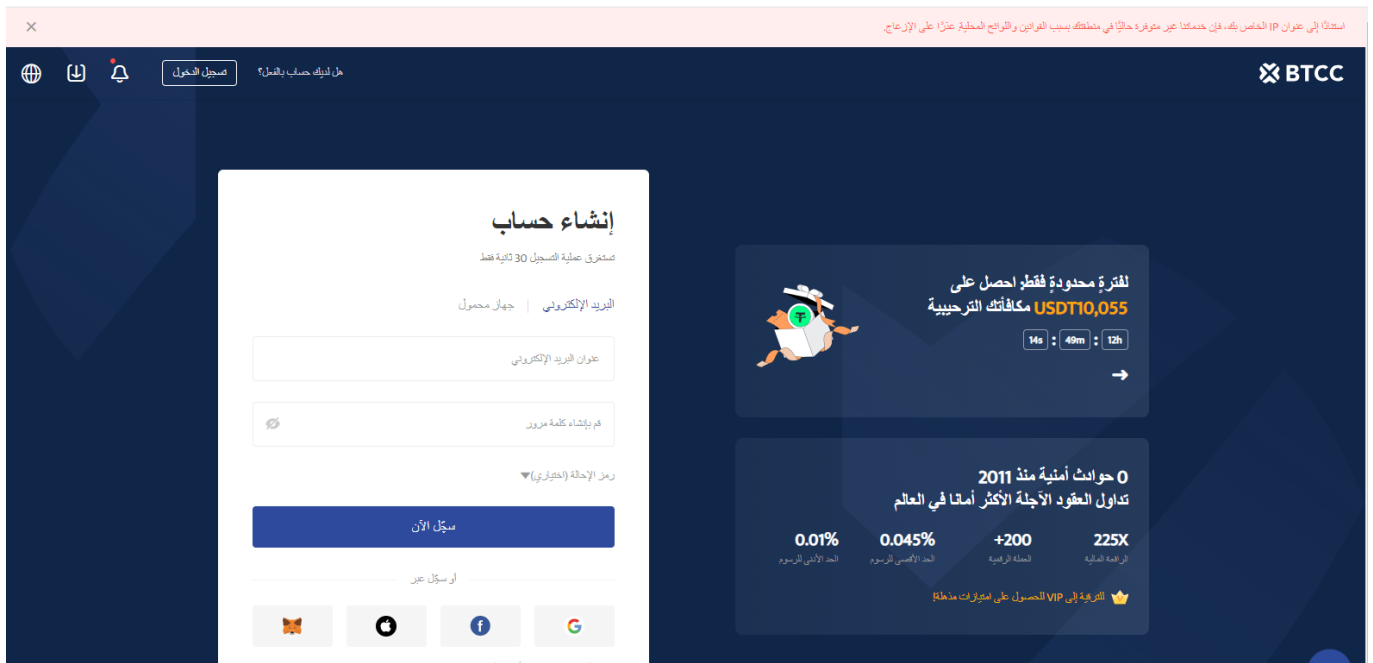 استنادًا إلى عنوان IP الخاص بك، فإن خدماتنا غير متوفرة حاليًا في منطقتك بسبب القوانين واللوائح المحلية. عذرًا على الإزعاج.
BTCC
هل لديك حساب بالفعل؟
تسجيل الدخول
إنشاء حساب
تستغرق عملية التسجيل 30 ثانية فقط
البريد الإلكتروني | جهاز محمول
عنوان البريد الإلكتروني
قم بإنشاء كلمة مرور
رمز الإحالة (اختياري)
سجّل الآن
أو سجّل عبر
لفترةٍ محدودةٍ فقط، احصل على
USDT10,055 مكافأتك الترحيبية
12h : 49m : 14s
0 حوادث أمنية منذ 2011
تداول العقود الآجلة الأكثر أمانا في العالم
225X
الرافعة المالية
200+
العملة الرقمية
0.045%
الحد الأقصى للرسوم
0.01%
الحد الأدنى للرسوم
الترقية إلى VIP للحصول على امتيازات مذهلة!